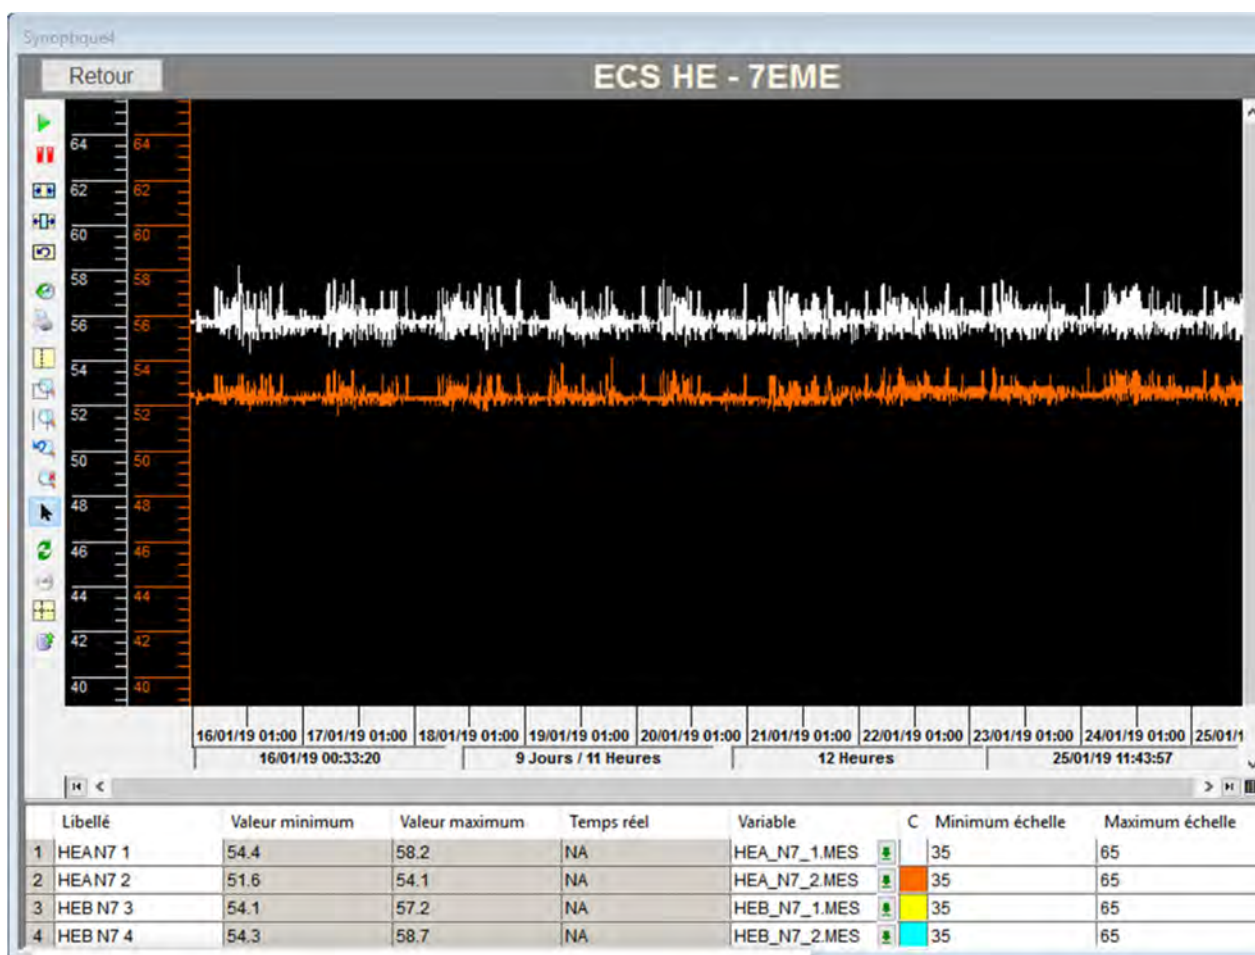 Synoptique4
Retour
ECS HE - 7EME
64 64
62 62
60 60
58 58
56 56
54 54
52 52
50 50
48 48
46 46
44 44
42 42
40 40
16/01/19 01:00 17/01/19 01:00 18/01/19 01:00 19/01/19 01:00 20/01/19 01:00 21/01/19 01:00 22/01/19 01:00 23/01/19 01:00 24/01/19 01:00 25/01/1
16/01/19 00:33:20 9 Jours / 11 Heures 12 Heures 25/01/19 11:43:57
Libellé Valeur minimum Valeur maximum Temps réel Variable C Minimum échelle Maximum échelle
1 HEA N7 1 54.4 58.2 NA HEA_N7_1.MES 35 65
2 HEA N7 2 51.6 54.1 NA HEA_N7_2.MES 35 65
3 HEB N7 3 54.1 57.2 NA HEB_N7_1.MES 35 65
4 HEB N7 4 54.3 58.7 NA HEB_N7_2.MES 35 65